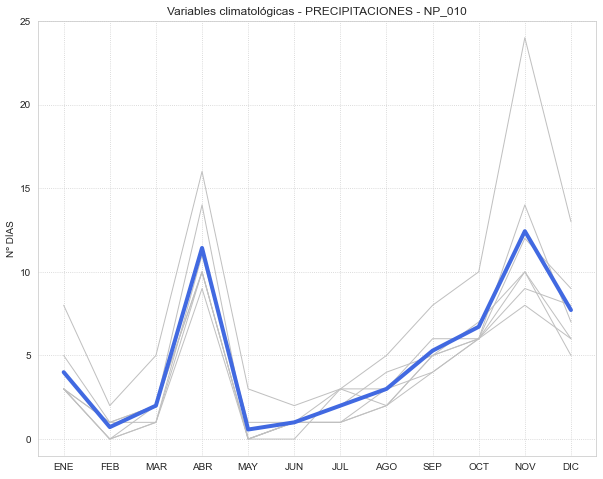 Variables climatológicas - PRECIPITACIONES - NP_010
25
20
15
10
5
0
Nº DÍAS
ENE FEB MAR ABR MAY JUN JUL AGO SEP OCT NOV DIC